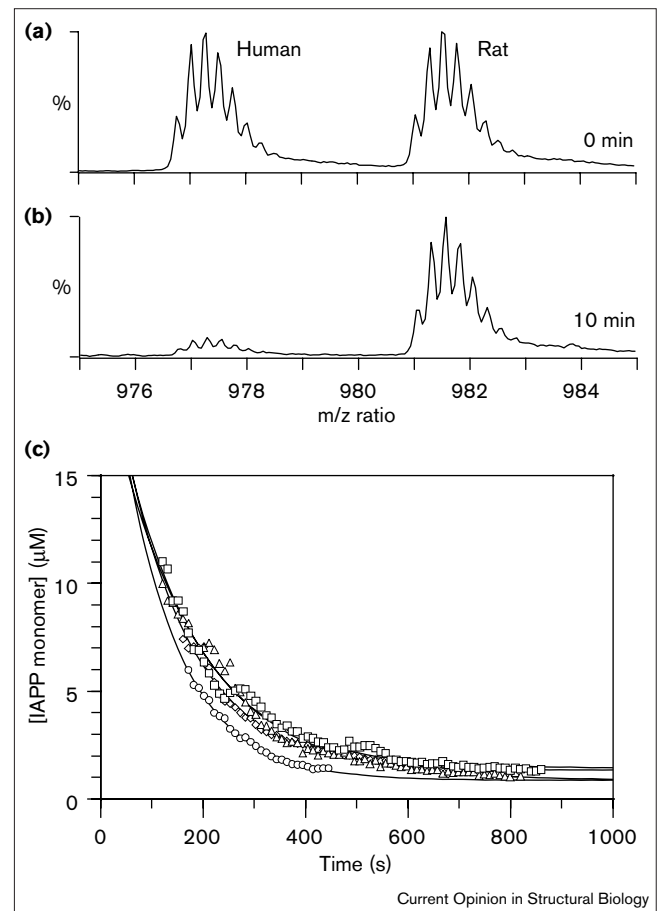 (a)
Human
Rat
%
0 min
(b)
%
10 min
976 978 980 982 984
m/z ratio
(c)
15
10
5
0
[IAPP monomer] (μM)
0 200 400 600 800 1000
Time (s)
Current Opinion in Structural Biology